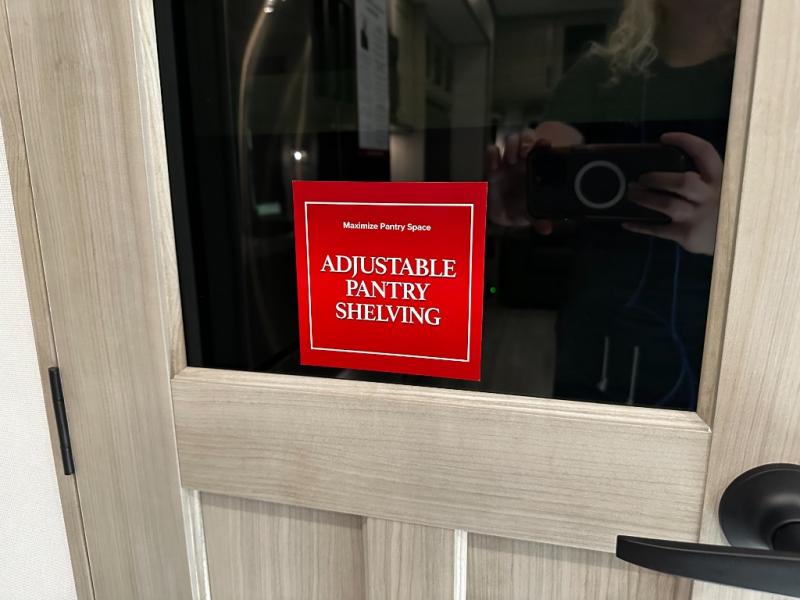 Maximize Pantry Space
ADJUSTABLE
PANTRY
SHELVING